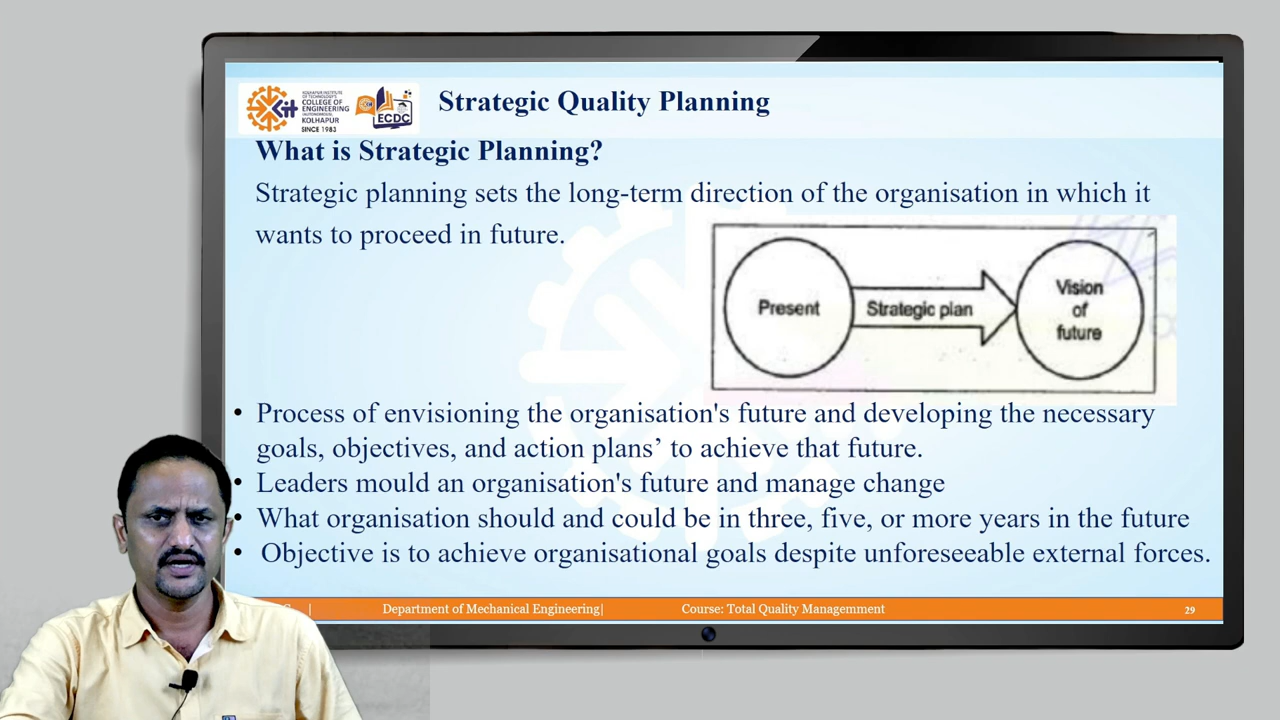 KOLHAPUR INSTITUTE
OF TECHNOLOGY'S
COLLEGE OF
ENGINEERING
(AUTONOMOUS),
KOLHAPUR
SINCE 1983
ECDC
Strategic Quality Planning
What is Strategic Planning?
Strategic planning sets the long-term direction of the organisation in which it
wants to proceed in future.
Present
Strategic plan
Vision
of
future
• Process of envisioning the organisation's future and developing the necessary
goals, objectives, and action plans’ to achieve that future.
• Leaders mould an organisation's future and manage change
• What organisation should and could be in three, five, or more years in the future
• Objective is to achieve organisational goals despite unforeseeable external forces.
| Department of Mechanical Engineering| Course: Total Quality Managemment 29